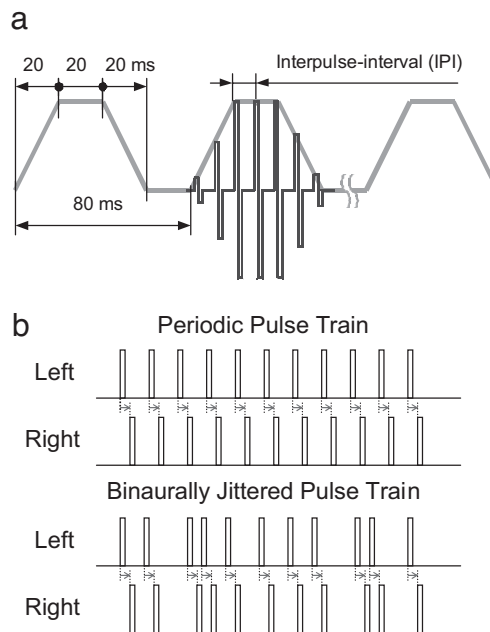 a
20 20 20 ms
Interpulse-interval (IPI)
80 ms
b
Periodic Pulse Train
Left
Right
Binaurally Jittered Pulse Train
Left
Right